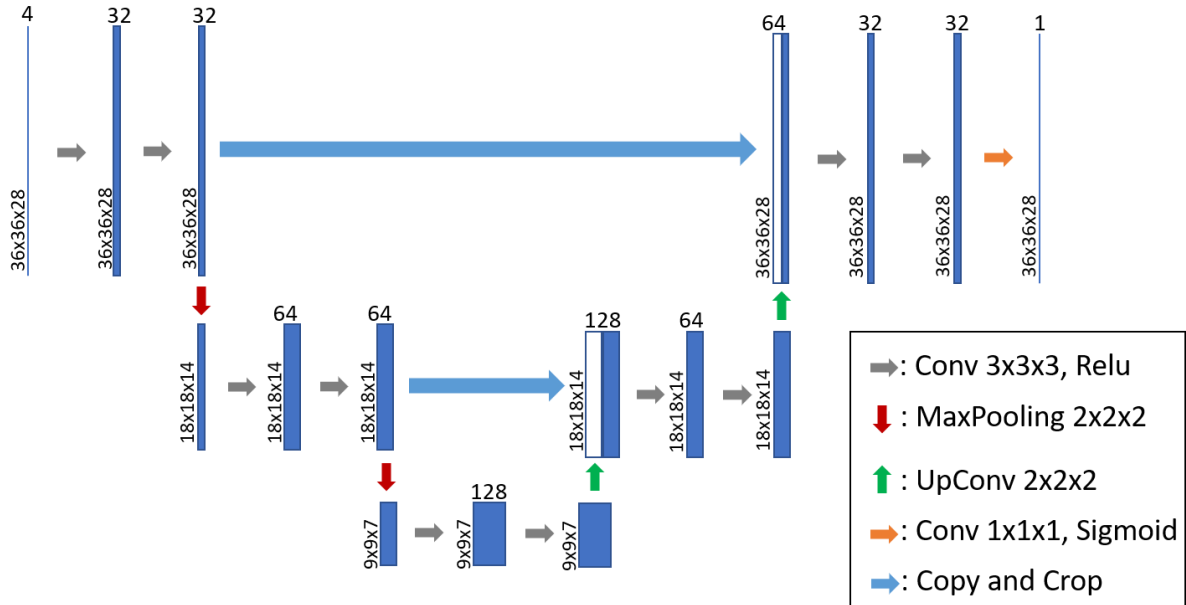 4
32
32
64
32
32
1
36x36x28
36x36x28
36x36x28
36x36x28
36x36x28
36x36x28
36x36x28
64
64
128
64
18x18x14
18x18x14
18x18x14
18x18x14
18x18x14
18x18x14
128
9x9x7
9x9x7
9x9x7
: Conv 3x3x3, Relu
: MaxPooling 2x2x2
: UpConv 2x2x2
: Conv 1x1x1, Sigmoid
: Copy and Crop